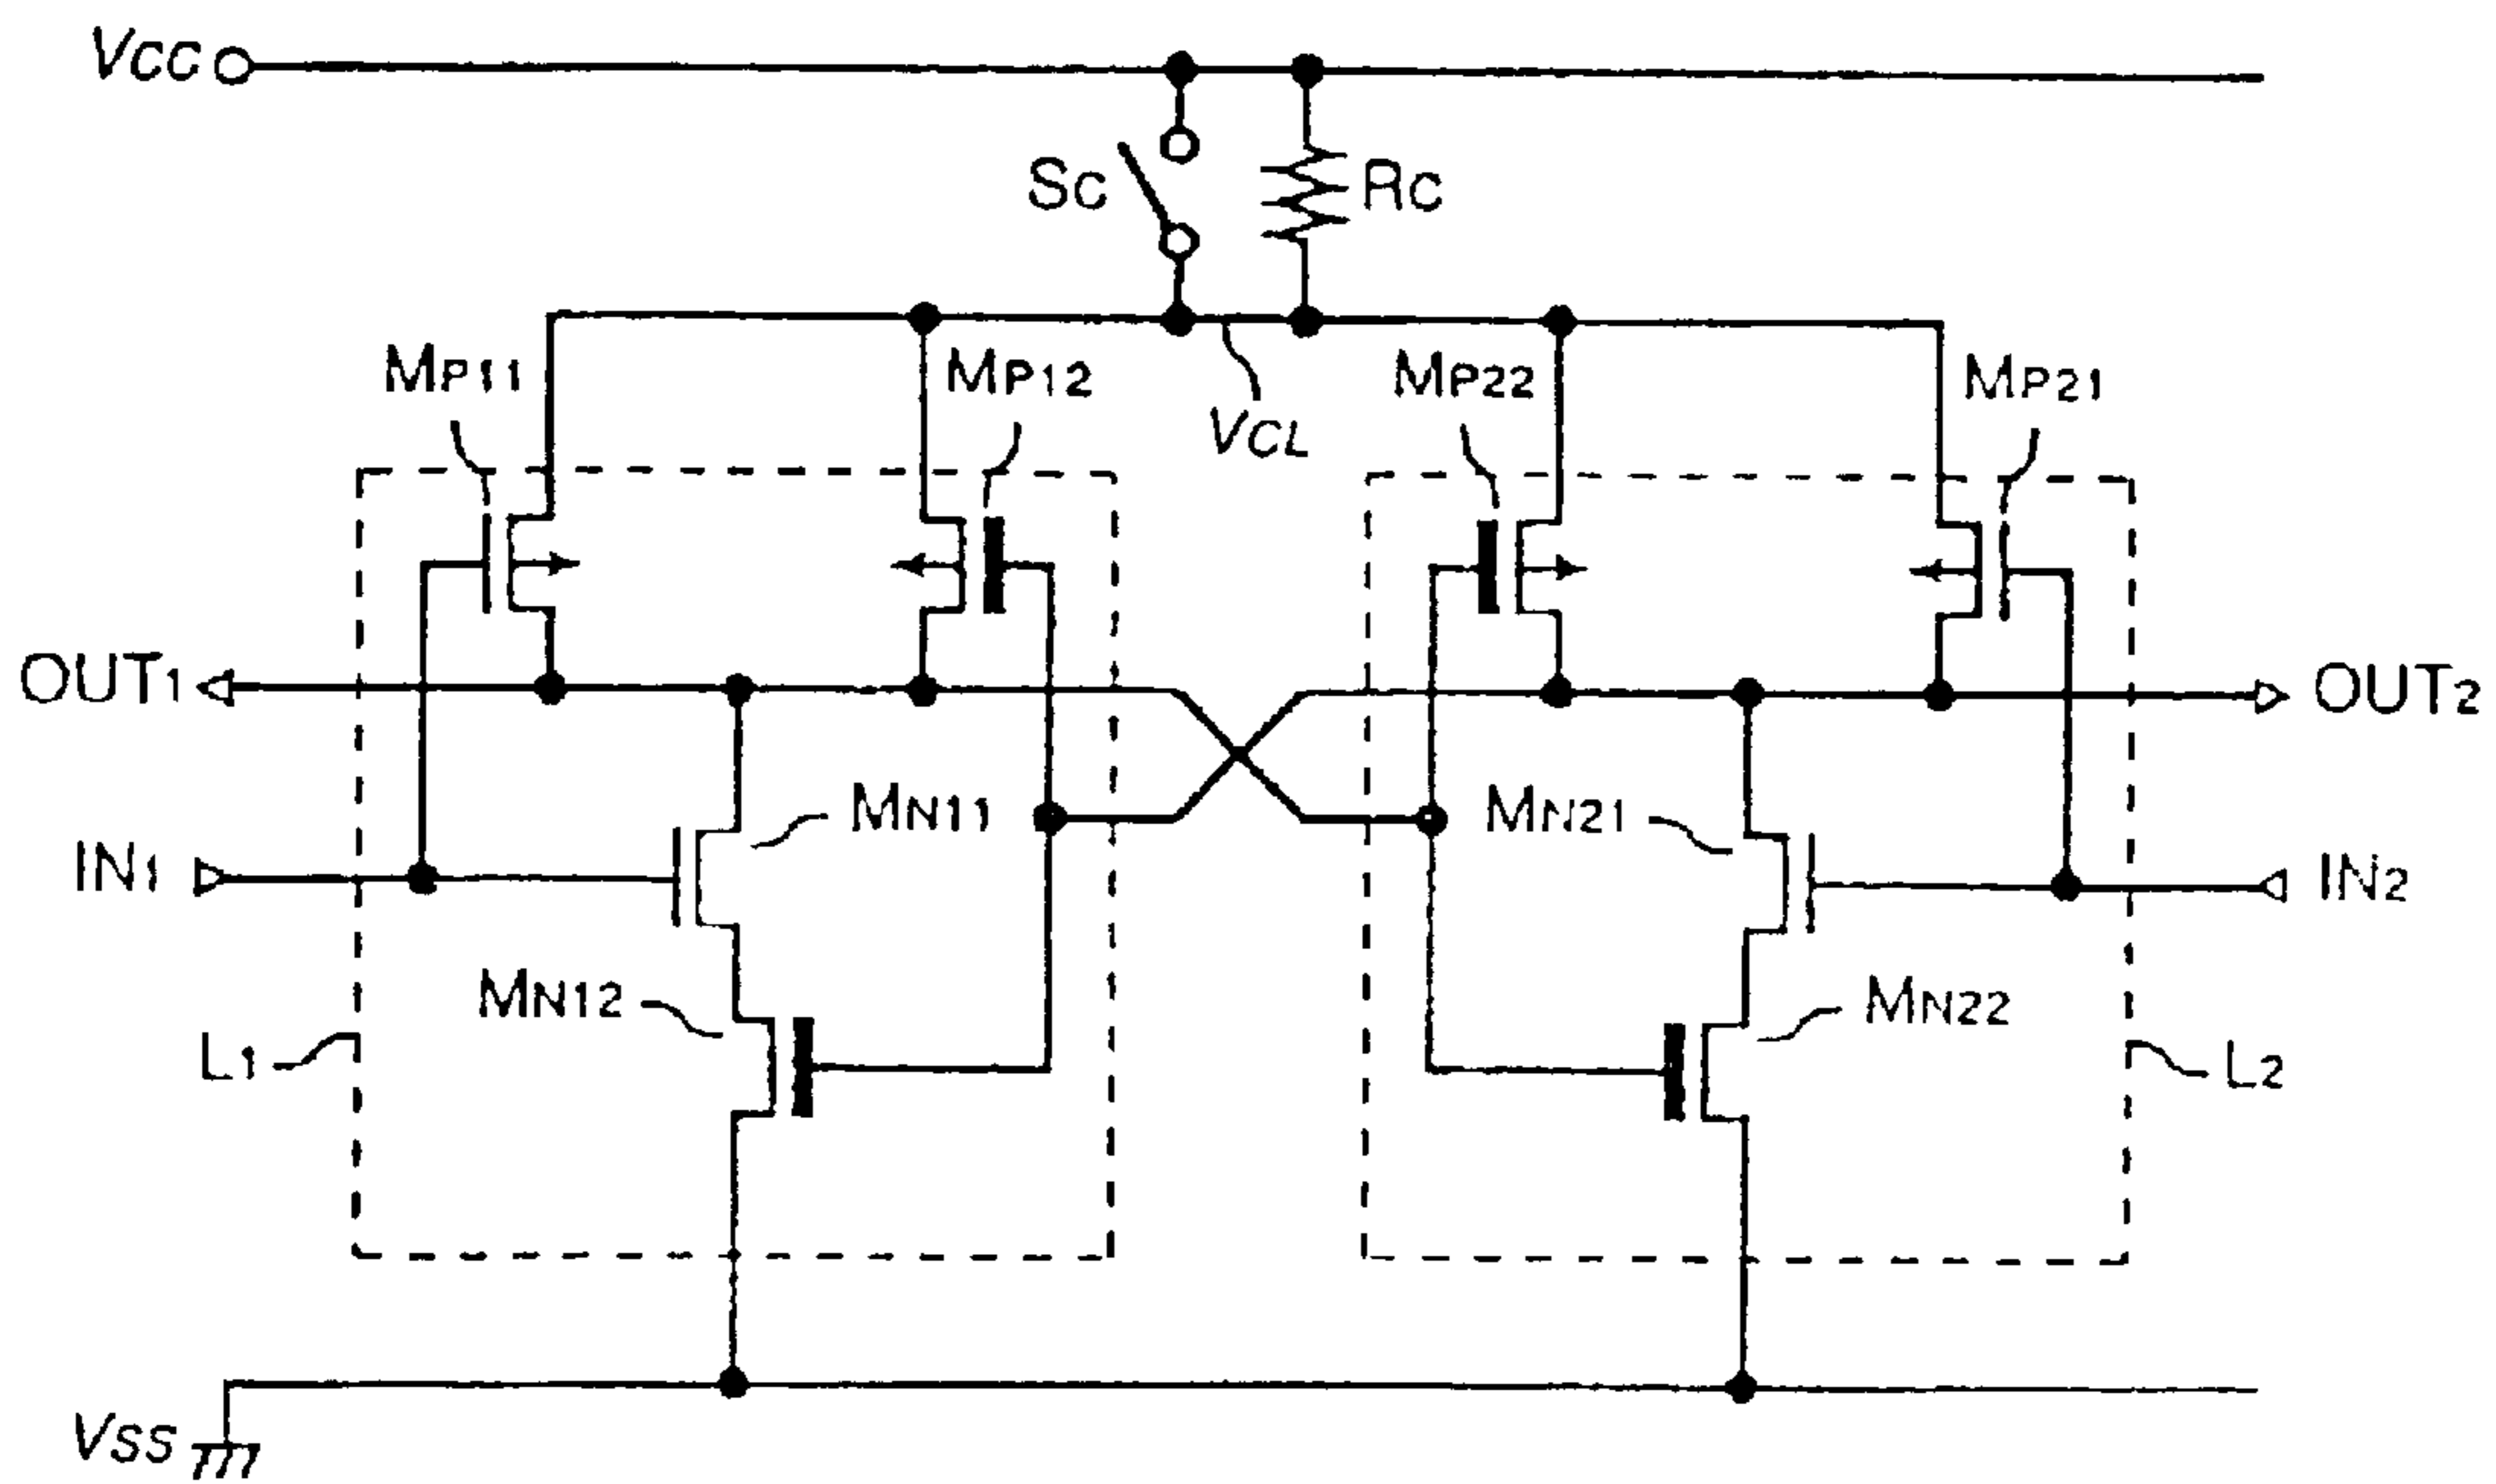 VCC
SC
RC
MP11
MP12
MP22
MP21
VCL
OUT1
OUT2
MN11
MN21
IN1
IN2
MN12
MN22
L1
L2
VSS